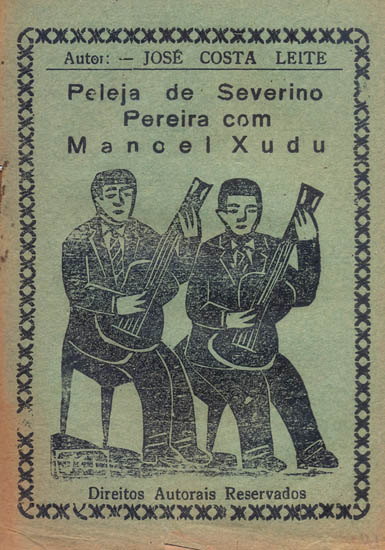 Autor: — JOSÉ COSTA LEITE
Peleja de Severino
Pereira com
Manoel Xudu
Direitos Autorais Reservados